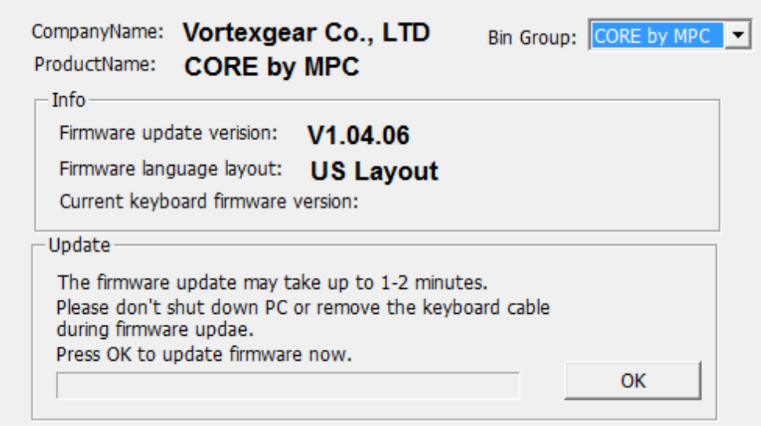 CompanyName: Vortexgear Co., LTD
Bin Group: CORE by MPC
ProductName: CORE by MPC
Info
Firmware update verision: V1.04.06
Firmware language layout: US Layout
Current keyboard firmware version:
Update
The firmware update may take up to 1-2 minutes.
Please don't shut down PC or remove the keyboard cable
during firmware updae.
Press OK to update firmware now.
OK